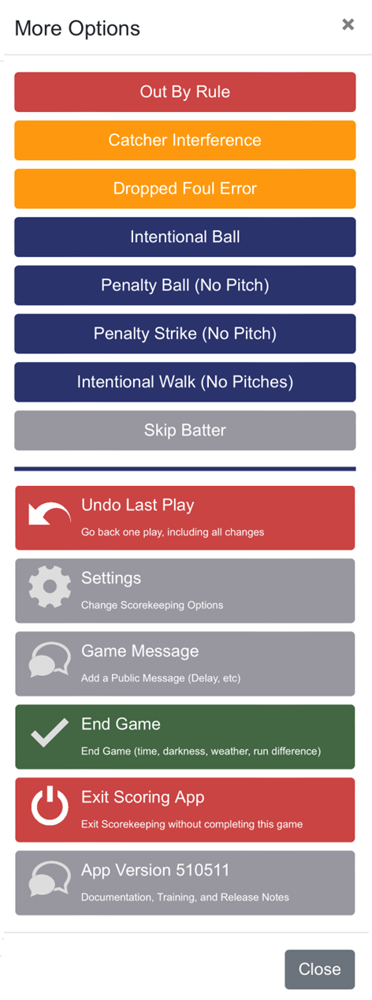 More Options
×
Out By Rule
Catcher Interference
Dropped Foul Error
Intentional Ball
Penalty Ball (No Pitch)
Penalty Strike (No Pitch)
Intentional Walk (No Pitches)
Skip Batter
Undo Last Play
Go back one play, including all changes
Settings
Change Scorekeeping Options
Game Message
Add a Public Message (Delay, etc)
End Game
End Game (time, darkness, weather, run difference)
Exit Scoring App
Exit Scorekeeping without completing this game
App Version 510511
Documentation, Training, and Release Notes
Close